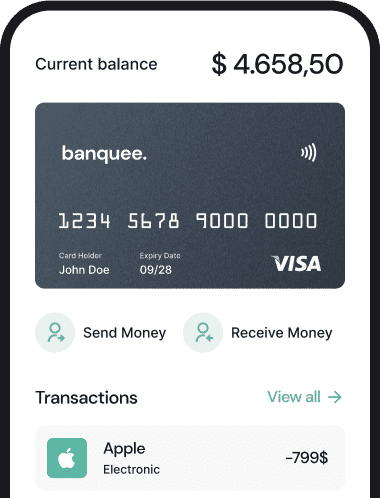 Current balance
$ 4.658,50
banquee.
1234 5678 9000 0000
Card Holder
Expiry Date
John Doe
09/28
VISA
Send Money
Receive Money
Transactions
View all →
Apple
Electronic
-799$